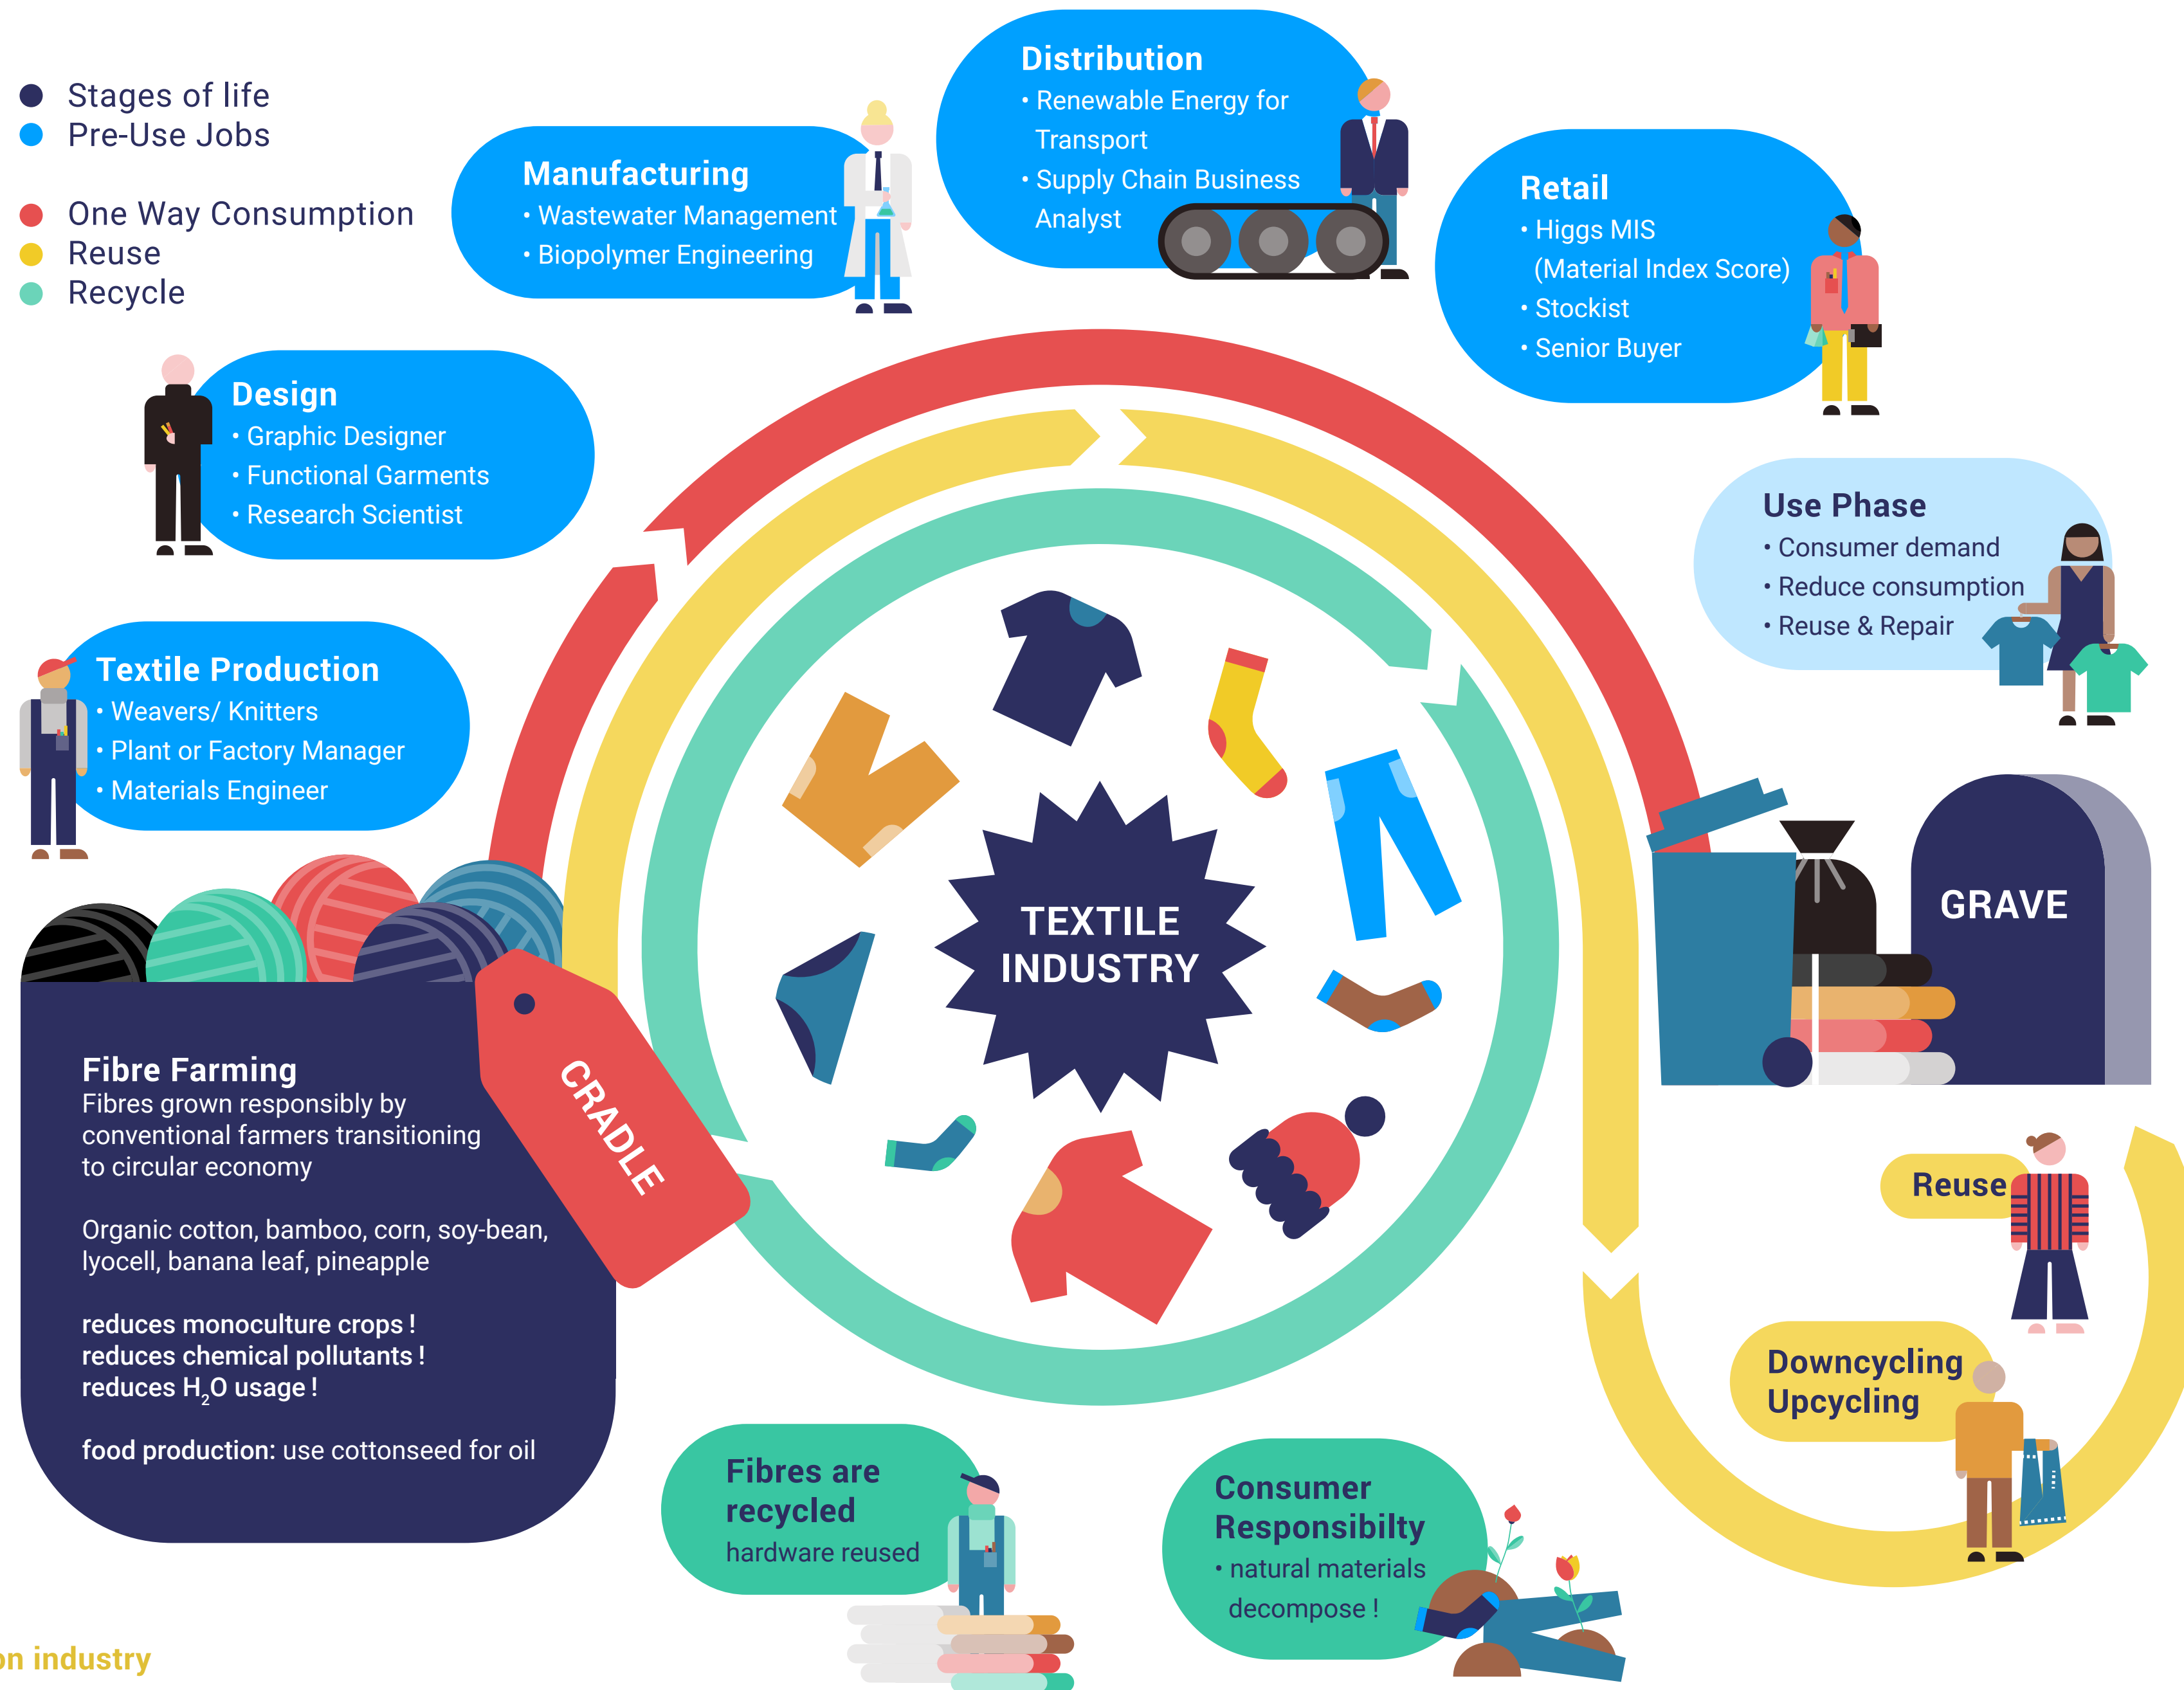 Stages of life
Pre-Use Jobs
One Way Consumption
Reuse
Recycle
Manufacturing
• Wastewater Management
• Biopolymer Engineering
Distribution
• Renewable Energy for
Transport
• Supply Chain Business
Analyst
Retail
• Higgs MIS
(Material Index Score)
• Stockist
• Senior Buyer
Design
• Graphic Designer
• Functional Garments
• Research Scientist
Use Phase
• Consumer demand
• Reduce consumption
• Reuse & Repair
Textile Production
• Weavers/ Knitters
• Plant or Factory Manager
• Materials Engineer
TEXTILE
INDUSTRY
GRAVE
CRADLE
Fibre Farming
Fibres grown responsibly by
conventional farmers transitioning
to circular economy
Organic cotton, bamboo, corn, soy-bean,
lyocell, banana leaf, pineapple
reduces monoculture crops !
reduces chemical pollutants !
reduces H₂O usage !
food production: use cottonseed for oil
Reuse
Downcycling
Upcycling
Fibres are
recycled
hardware reused
Consumer
Responsibilty
• natural materials
decompose !
industry